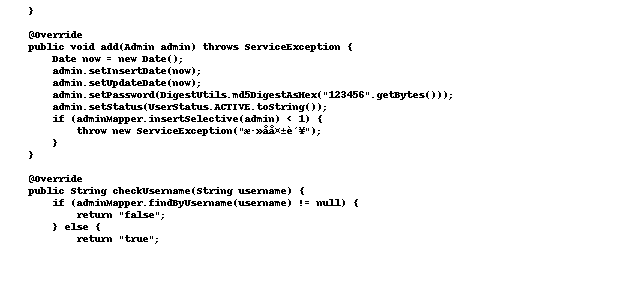 }

@Override
public void add(Admin admin) throws ServiceException {
    Date now = new Date();
    admin.setInsertDate(now);
    admin.setUpdateDate(now);
    admin.setPassword(DigestUtils.md5DigestAsHex("123456".getBytes()));
    admin.setStatus(UserStatus.ACTIVE.toString());
    if (adminMapper.insertSelective(admin) < 1) {
        throw new ServiceException("æ·»åå¤±è´¥");
    }
}

@Override
public String checkUsername(String username) {
    if (adminMapper.findByUsername(username) != null) {
        return "false";
    } else {
        return "true";